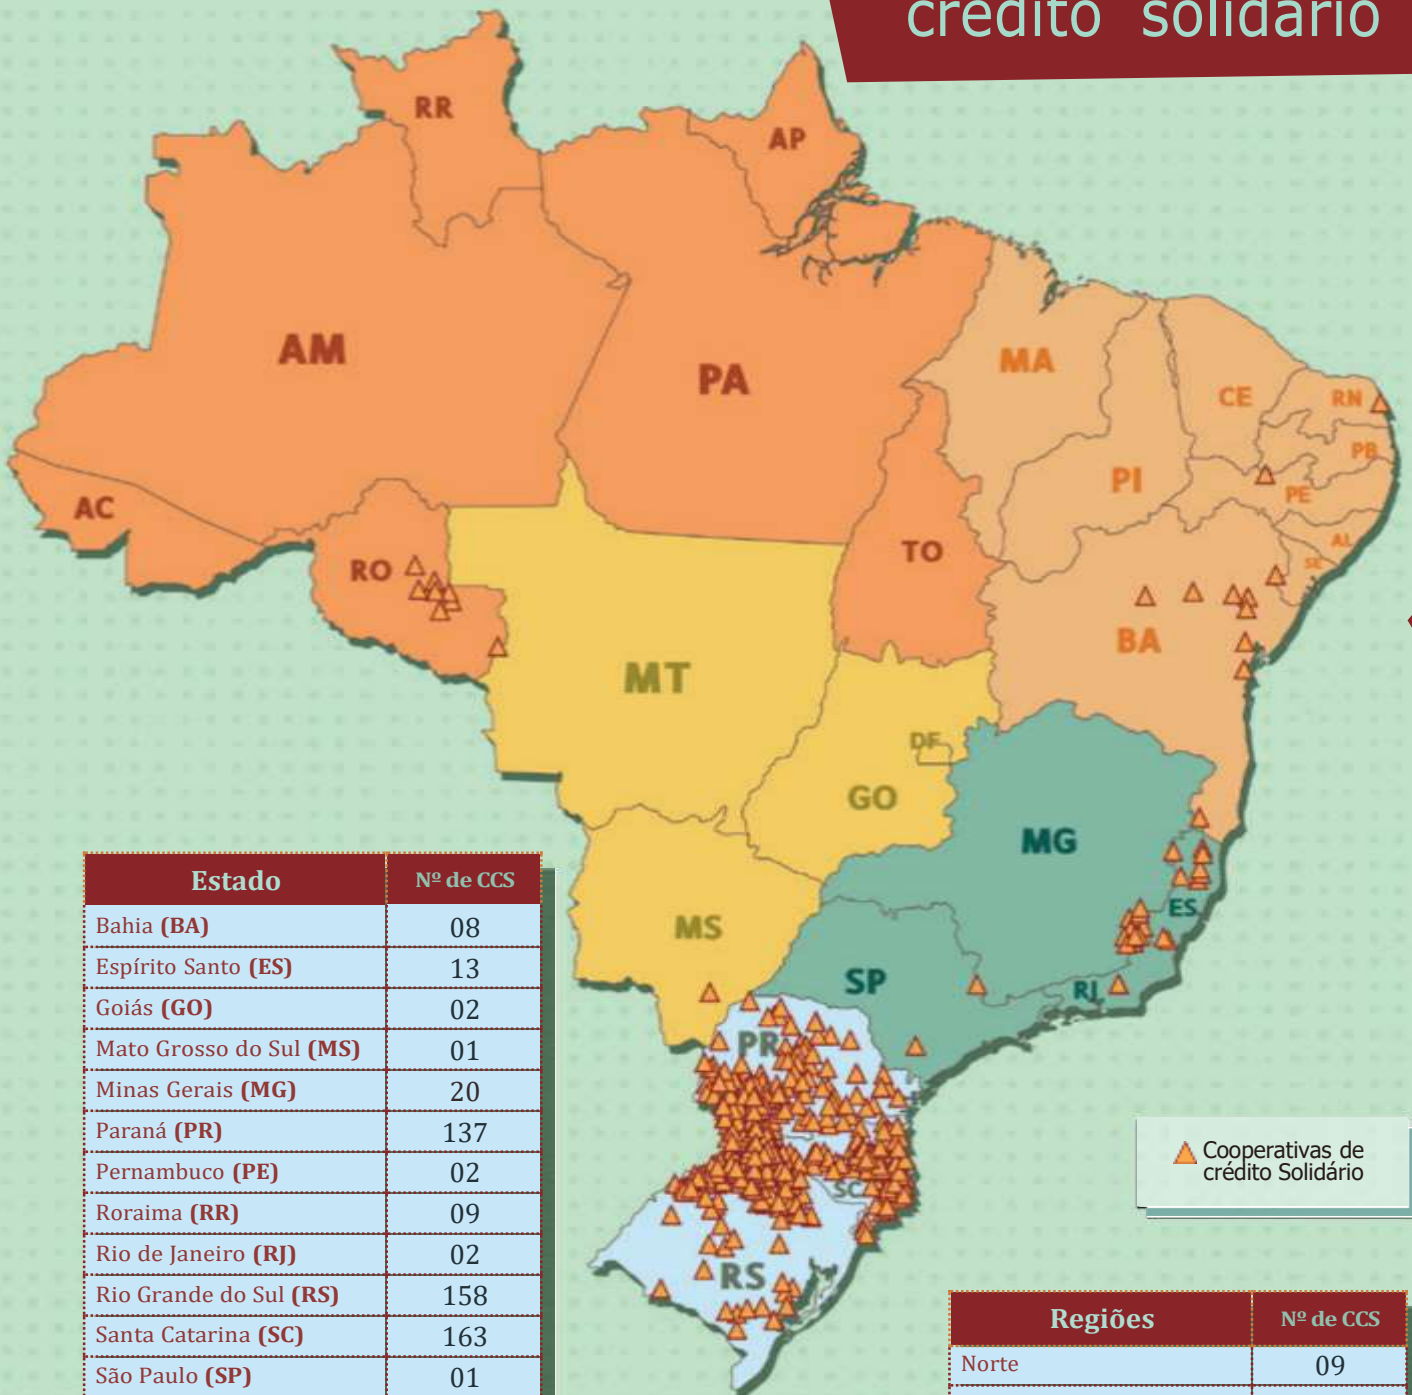 crédito solidário
RR
AP
AM
PA
MA
CE
RN
PB
PI
PE
AC
AL
SE
RO
TO
BA
MT
DF
GO
MG
ES
MS
SP
RJ
PR
SC
RS
Estado Nº de CCS
Bahia (BA) 08
Espírito Santo (ES) 13
Goiás (GO) 02
Mato Grosso do Sul (MS) 01
Minas Gerais (MG) 20
Paraná (PR) 137
Pernambuco (PE) 02
Roraima (RR) 09
Rio de Janeiro (RJ) 02
Rio Grande do Sul (RS) 158
Santa Catarina (SC) 163
São Paulo (SP) 01
Cooperativas de
crédito Solidário
Regiões Nº de CCS
Norte 09